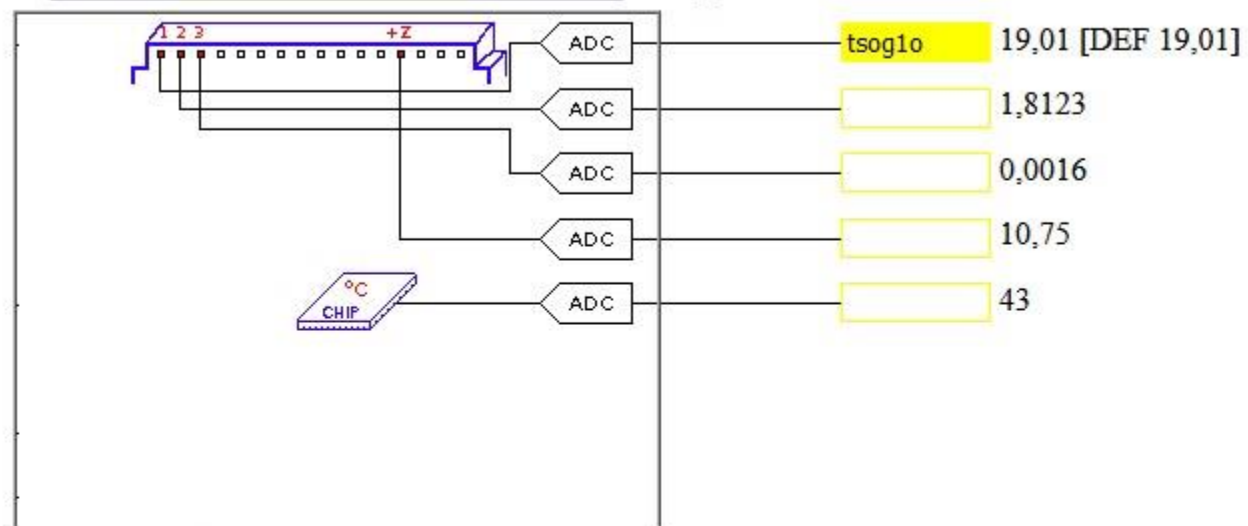 1 2 3 +Z
ADC tsog1o 19,01 [DEF 19,01]
ADC 1,8123
ADC 0,0016
ADC 10,75
°C
CHIP ADC 43